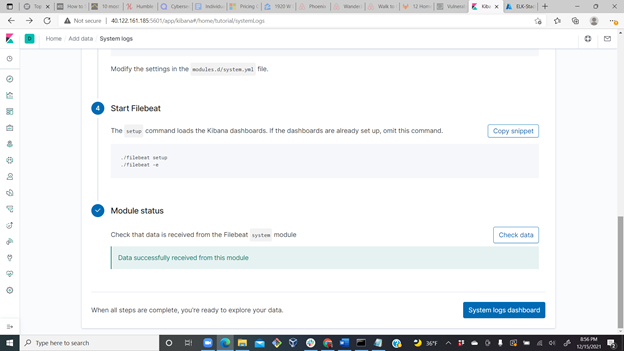 Top
How to
10 most
Humble
Cyberse
Individu
Pricing
1920 W
Phoenix
Wonder
Walk to
12 Horri
Vulnera
Kiba
ELK-Stac
Not secure
40.122.161.185:5601/app/kibana#/home/tutorial/systemLogs
D
Home
Add data
System logs
Modify the settings in the modules.d/system.yml file.
4
Start Filebeat
The setup command loads the Kibana dashboards. If the dashboards are already set up, omit this command.
Copy snippet
./filebeat setup
./filebeat -e
Module status
Check that data is received from the Filebeat system module
Check data
Data successfully received from this module
When all steps are complete, you're ready to explore your data.
System logs dashboard
Type here to search
36°F
8:56 PM
12/15/2021